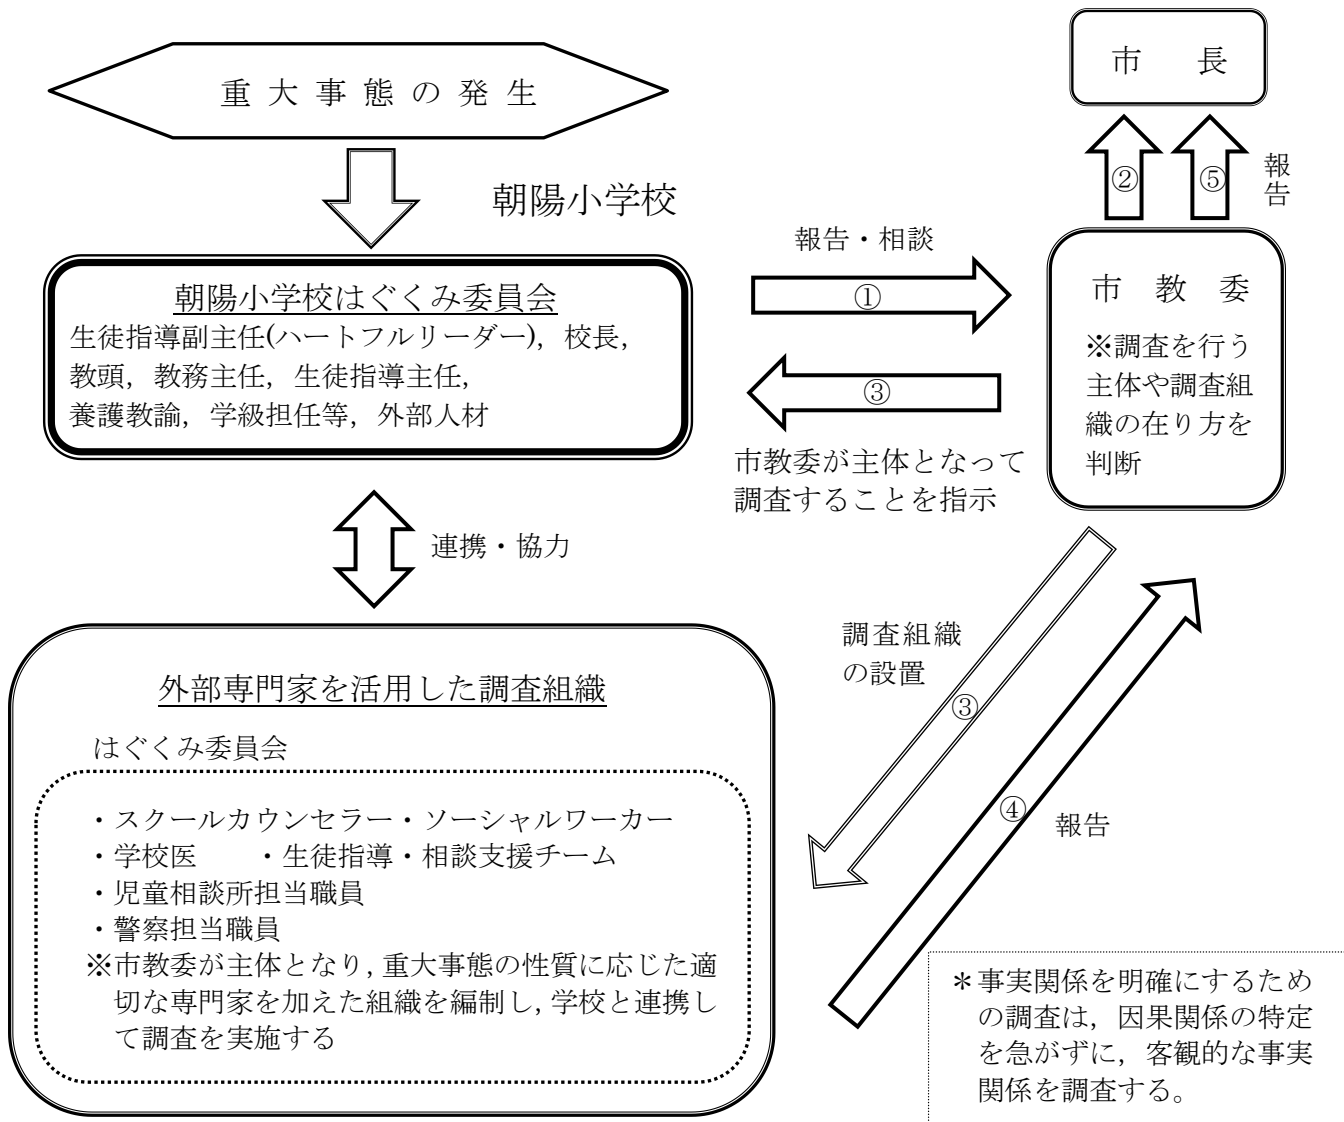 重大事態の発生
市 長
②
⑤
報告
朝陽小学校
報告・相談
①
朝陽小学校はぐくみ委員会
生徒指導副主任(ハートフルリーダー), 校長,
教頭, 教務主任, 生徒指導主任,
養護教諭, 学級担任等, 外部人材
市 教 委
※調査を行う
主体や調査組
織の在り方を
判断
③
市教委が主体となって
調査することを指示
連携・協力
調査組織
の設置
③
④
報告
外部専門家を活用した調査組織
はぐくみ委員会
・スクールカウンセラー・ソーシャルワーカー
・学校医 ・生徒指導・相談支援チーム
・児童相談所担当職員
・警察担当職員
※市教委が主体となり, 重大事態の性質に応じた適
切な専門家を加えた組織を編制し, 学校と連携し
て調査を実施する
＊事実関係を明確にするため
の調査は, 因果関係の特定
を急がずに, 客観的な事実
関係を調査する。